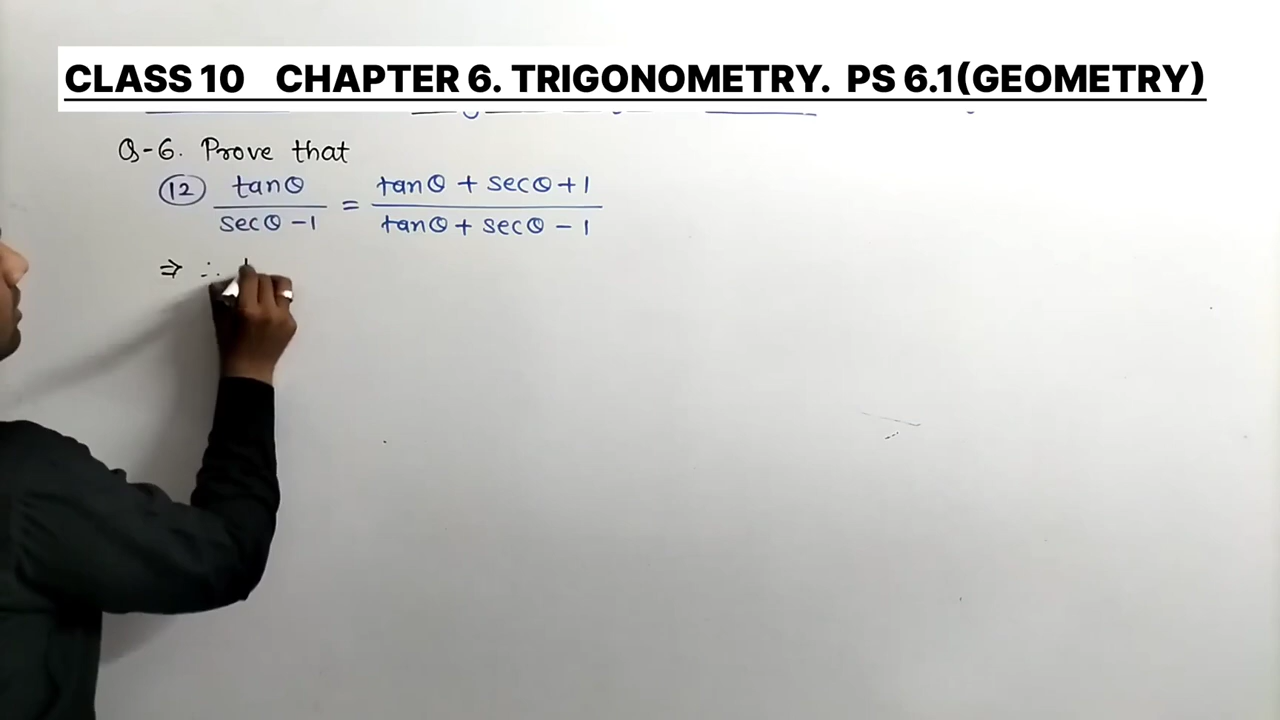 CLASS 10 CHAPTER 6. TRIGONOMETRY. PS 6.1(GEOMETRY)
Q-6. Prove that
(12) tanθ / secθ -1 = tanθ + secθ +1 / tanθ + secθ - 1
⇒ ∴